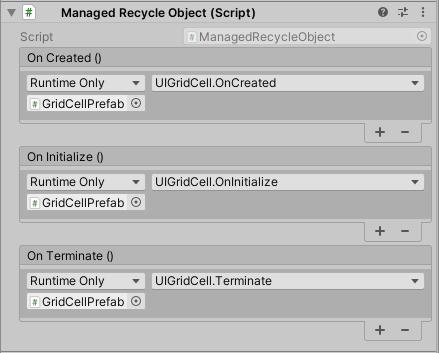 Managed Recycle Object (Script)
Script ManagedRecycleObject
On Created ()
Runtime Only UIGridCell.OnCreated
GridCellPrefab
On Initialize ()
Runtime Only UIGridCell.OnInitialize
GridCellPrefab
On Terminate ()
Runtime Only UIGridCell.Terminate
GridCellPrefab